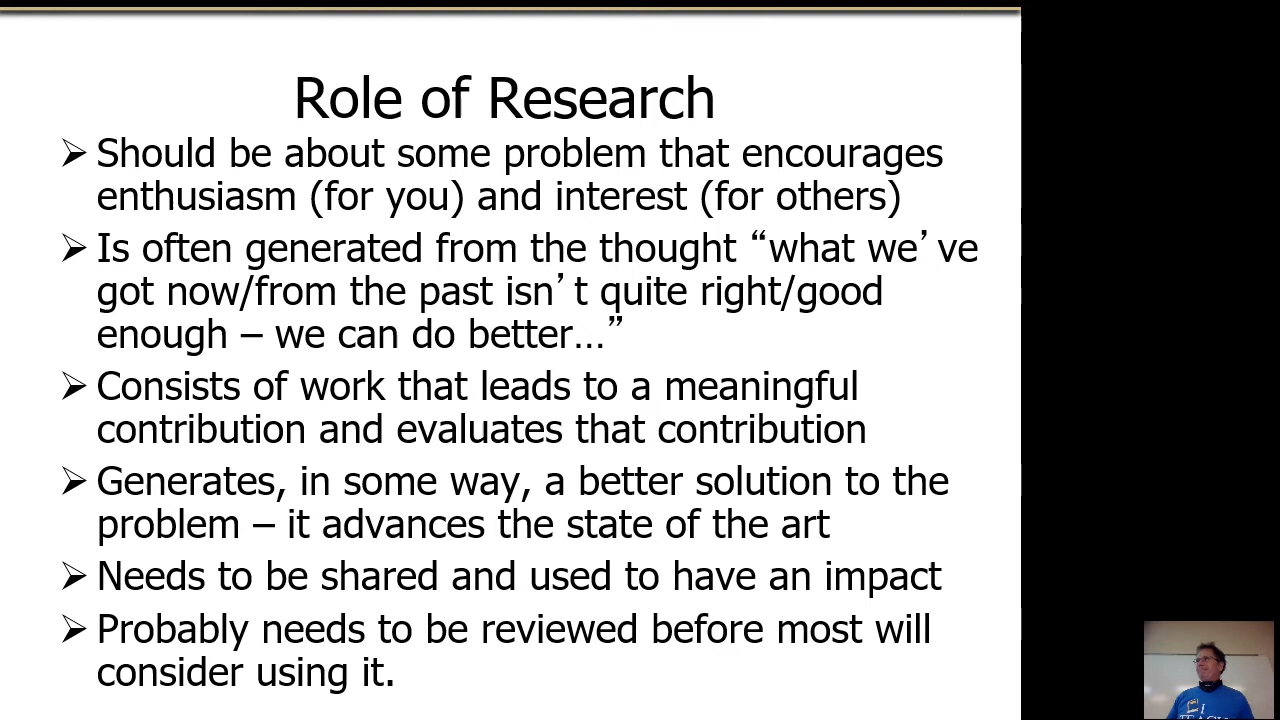 Role of Research
➢ Should be about some problem that encourages
enthusiasm (for you) and interest (for others)
➢ Is often generated from the thought “what we’ve
got now/from the past isn’t quite right/good
enough – we can do better…”
➢ Consists of work that leads to a meaningful
contribution and evaluates that contribution
➢ Generates, in some way, a better solution to the
problem – it advances the state of the art
➢ Needs to be shared and used to have an impact
➢ Probably needs to be reviewed before most will
consider using it.
I